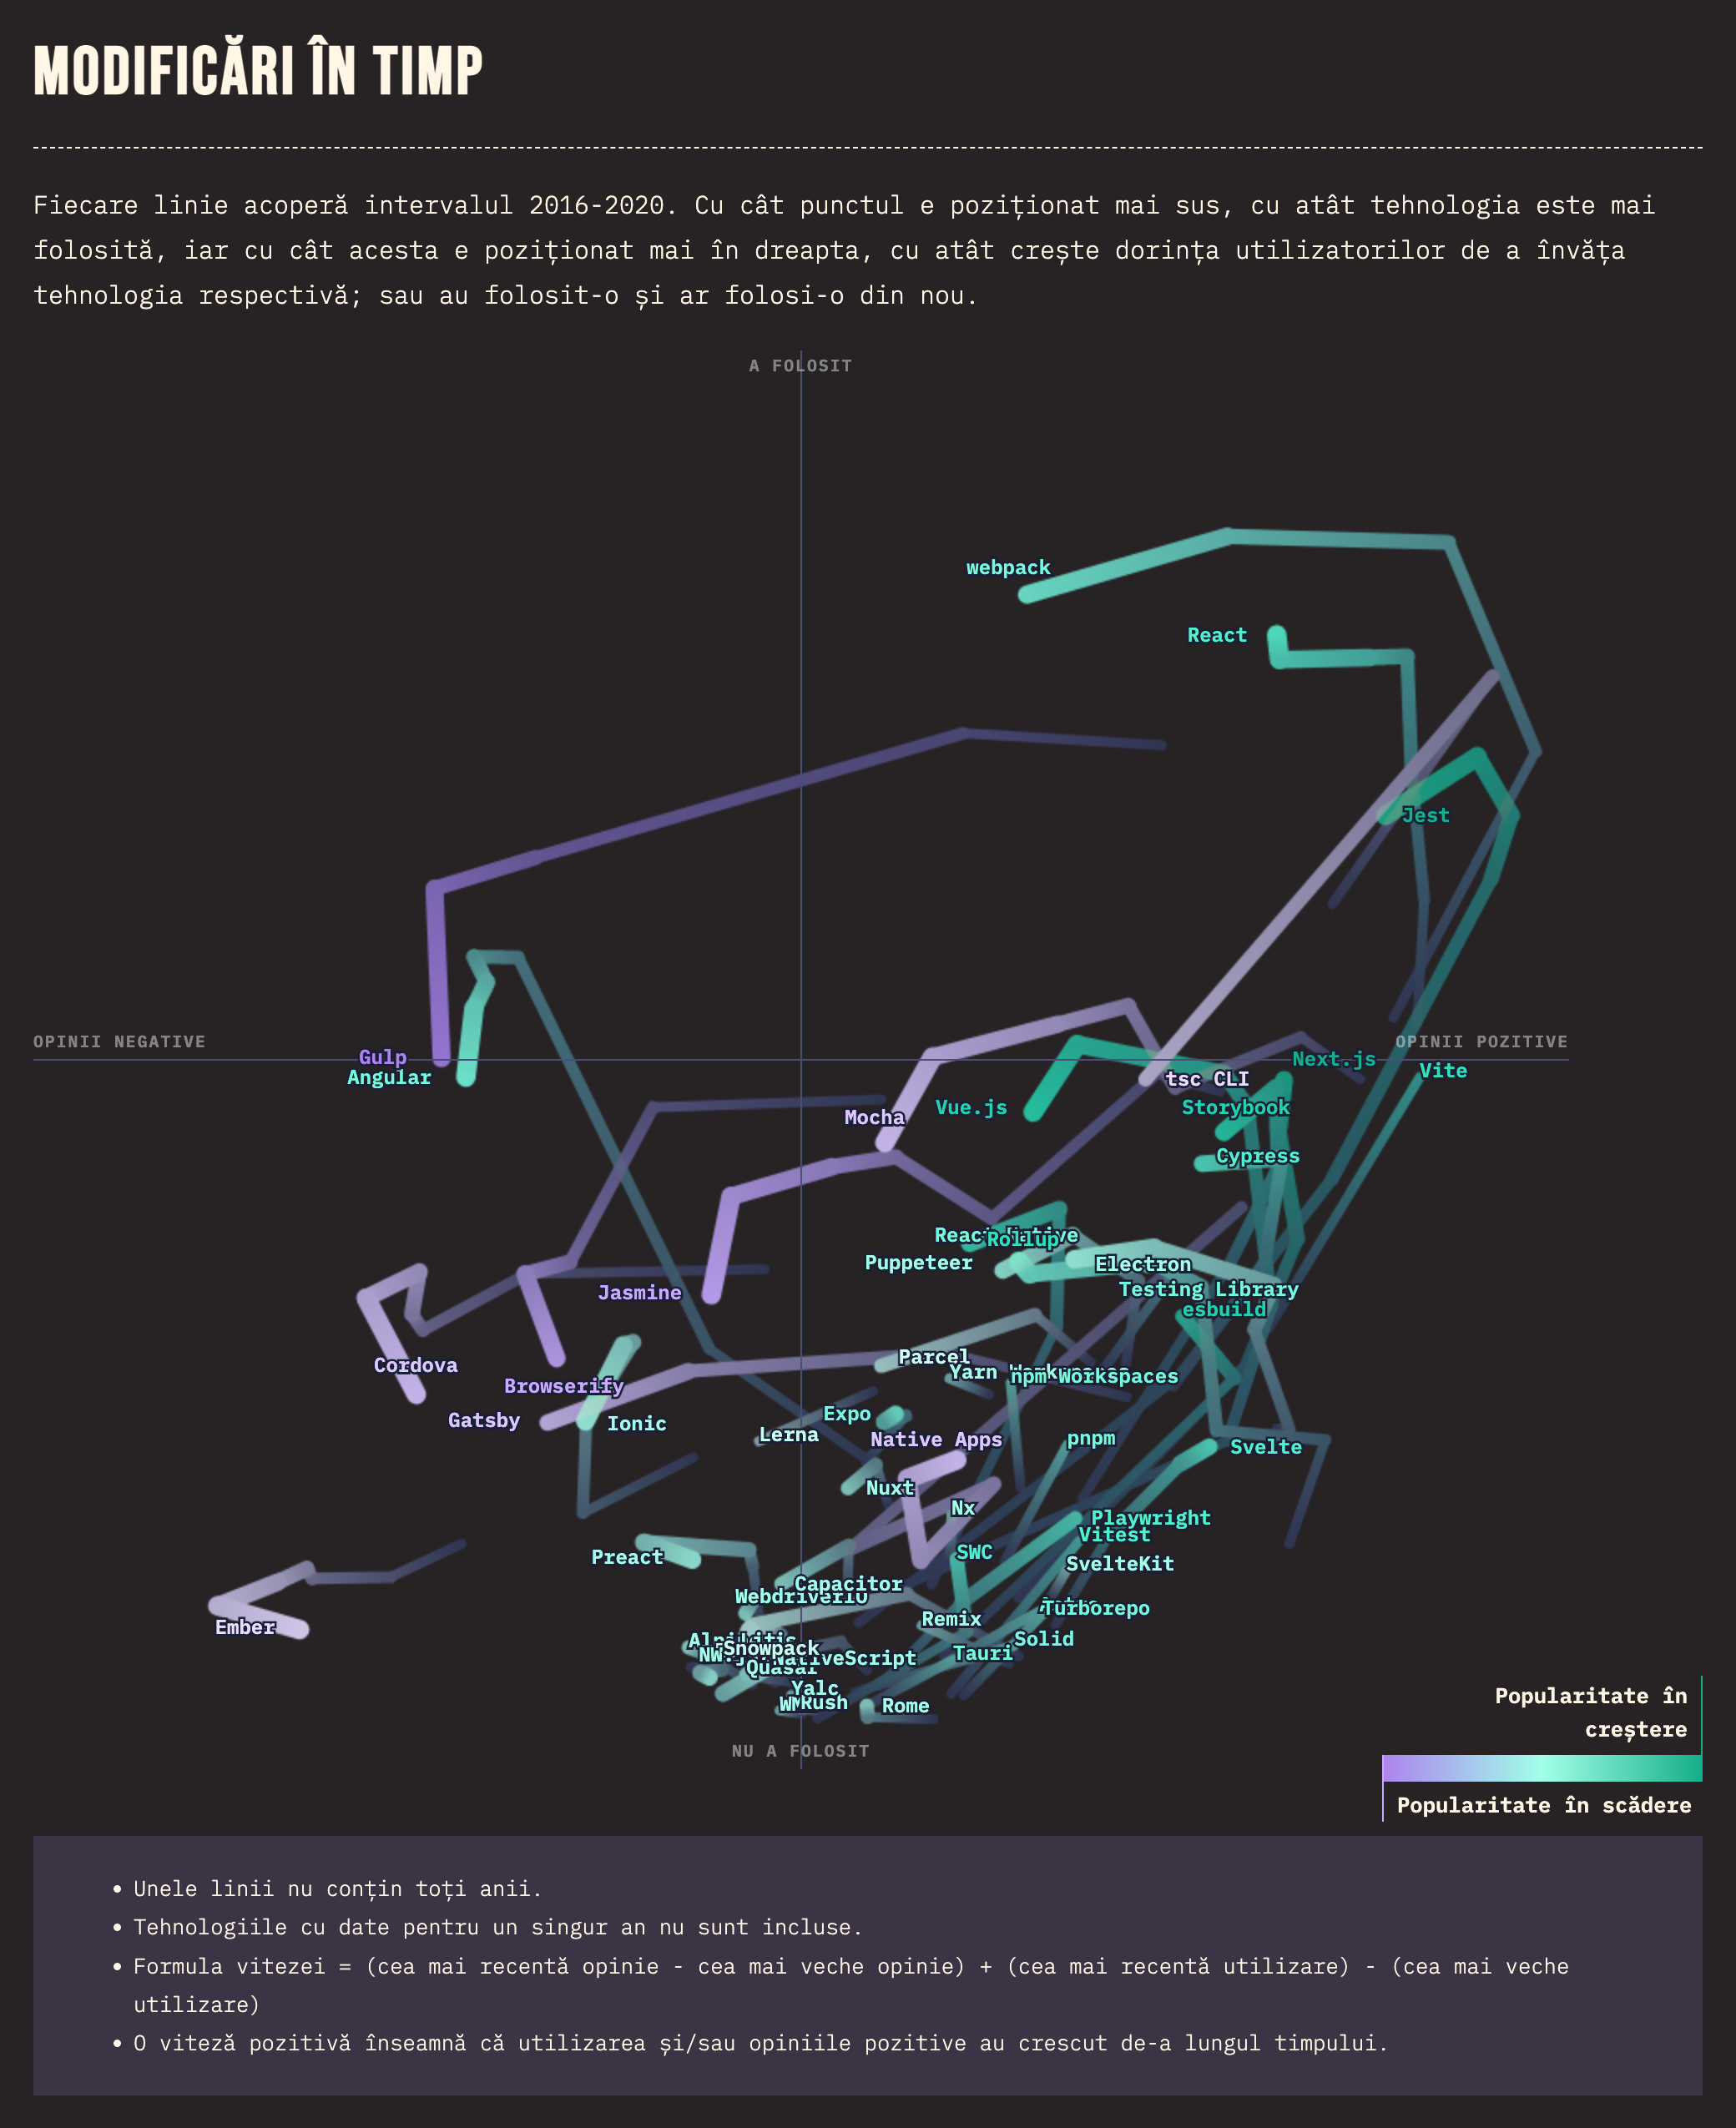 MODIFICĂRI ÎN TIMP
Fiecare linie acoperă intervalul 2016-2020. Cu cât punctul e poziționat mai sus, cu atât tehnologia este mai
folosită, iar cu cât acesta e poziționat mai în dreapta, cu atât crește dorința utilizatorilor de a învăța
tehnologia respectivă; sau au folosit-o și ar folosi-o din nou.
A FOLOSIT
webpack
React
Jest
OPINII NEGATIVE
OPINII POZITIVE
Gulp
Next.js
Angular
Vite
tsc CLI
Mocha
Vue.js
Storybook
Cypress
React
Rollup
Puppeteer
Electron
Jasmine
Testing Library
esbuild
Cordova
Parcel
Yarn
npm Workspaces
Browserify
Gatsby
Ionic
Expo
Lerna
Native Apps
pnpm
Svelte
Nuxt
Nx
Playwright
Vitest
Preact
SWC
SvelteKit
Capacitor
WebdriverIO
Turborepo
Ember
Remix
Solid
Snowpack
Tauri
NativeScript
Quasar
Yalc
Rush
Rome
NU A FOLOSIT
Popularitate în
creștere
Popularitate în scădere
• Unele linii nu conțin toți anii.
• Tehnologiile cu date pentru un singur an nu sunt incluse.
• Formula vitezei = (cea mai recentă opinie - cea mai veche opinie) + (cea mai recentă utilizare) - (cea mai veche
utilizare)
• O viteză pozitivă înseamnă că utilizarea și/sau opiniile pozitive au crescut de-a lungul timpului.